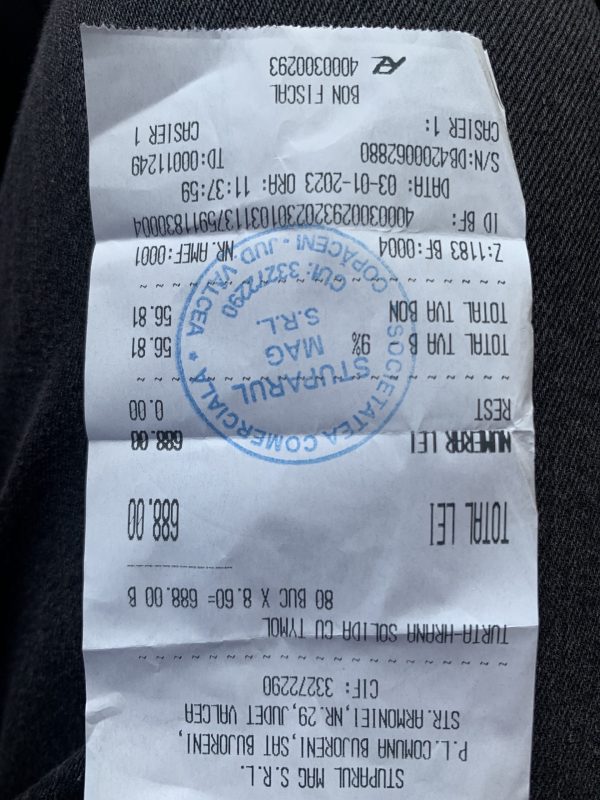 STUPARUL MAG S.R.L.
P.L.COMUNA BUJORENI,SAT BUJORENI,
STR.ARMONIEI,NR.29,JUDET VALCEA
CIF: 33272290
TURTA-HRANA SOLIDA CU TYMOL
80 BUC X 8.60= 688.00 B
TOTAL LEI 688.00
NUMERAR LEI 688.00
REST 0.00
TOTAL TVA B - 9% 56.81
TOTAL TVA BON 56.81
Z:1183 BF:0004 NR.AMEF:0001
ID BF: 40003002932023010311375911830004
DATA: 03-01-2023 ORA: 11:37:59
S/N:DB4200062880 TD:00011249
CASIER 1: CASIER 1
BON FISCAL
4000300293
SOCIETATEA COMERCIALA *
STUPARUL
MAG
S.R.L.
CUI: 33272290
COPACENI - JUD VALCEA